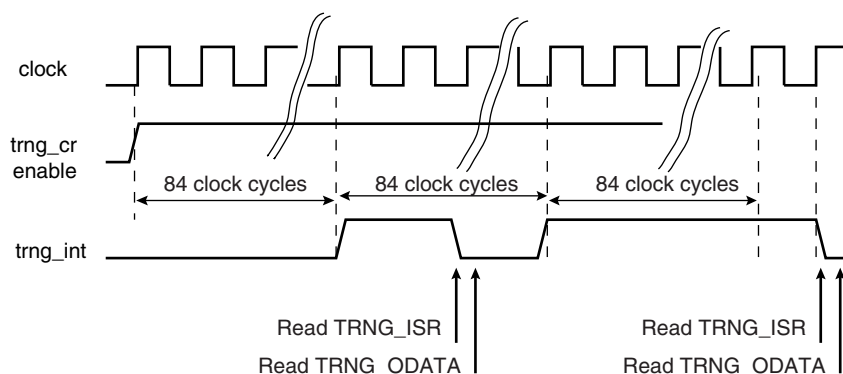 clock
trng_cr
enable
84 clock cycles
84 clock cycles
84 clock cycles
trng_int
Read TRNG_ISR
Read TRNG_ISR
Read TRNG_ODATA
Read TRNG_ODATA